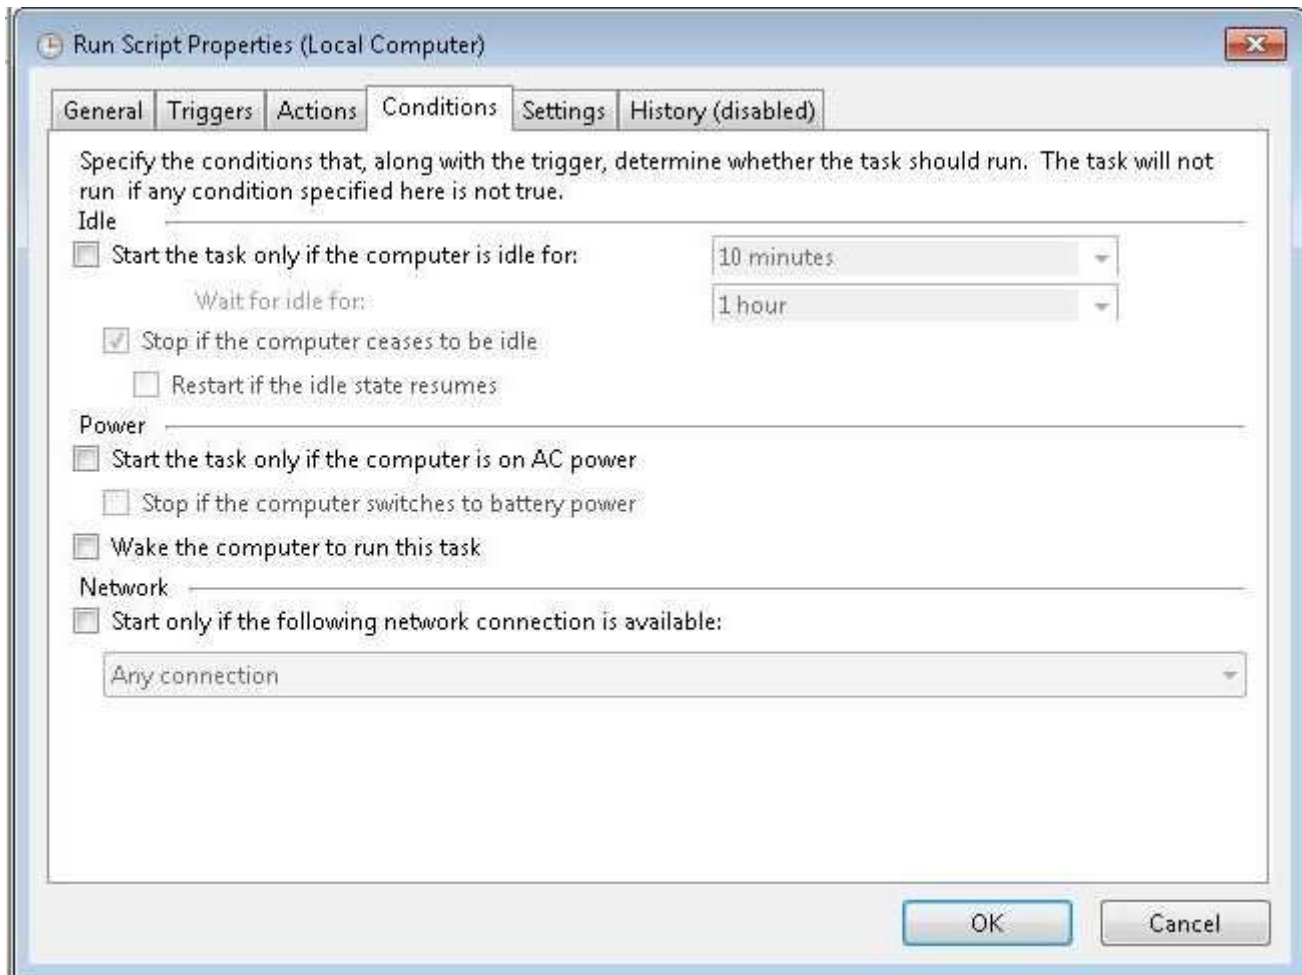 Run Script Properties (Local Computer)
General Triggers Actions Conditions Settings History (disabled)
Specify the conditions that, along with the trigger, determine whether the task should run. The task will not
run if any condition specified here is not true.
Idle
Start the task only if the computer is idle for: 10 minutes
Wait for idle for: 1 hour
Stop if the computer ceases to be idle
Restart if the idle state resumes
Power
Start the task only if the computer is on AC power
Stop if the computer switches to battery power
Wake the computer to run this task
Network
Start only if the following network connection is available:
Any connection
OK Cancel